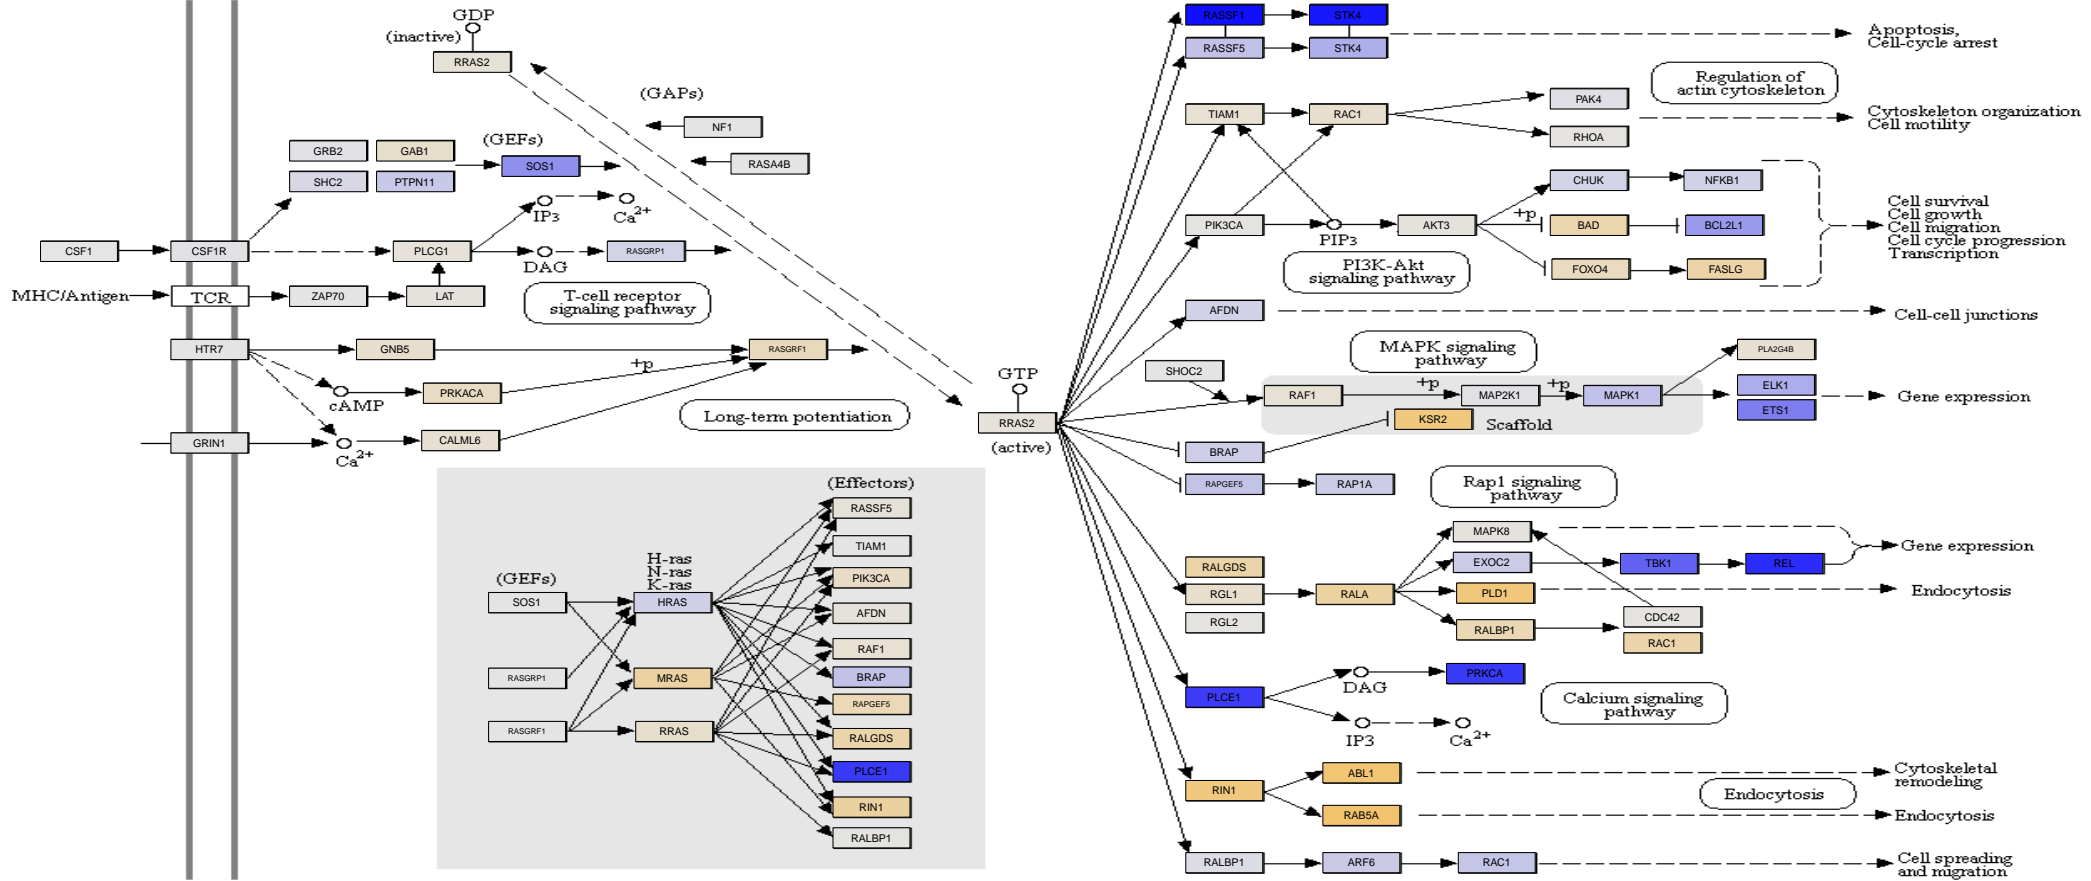 GDP
(inactive)
RRAS2
(GAPs)
NF1
RASA4B
GRB2
GAB1
(GEFs)
SOS1
SHC2
PTPN11
IP3
Ca2+
CSF1
CSF1R
PLCG1
DAG
RASGRP1
MHC/Antigen
TCR
ZAP70
LAT
T-cell receptor
signaling pathway
HTR7
GNB5
RASGRF1
+p
cAMP
PRKACA
Long-term potentiation
GRIN1
Ca2+
CALML6
GTP
RRAS2
(active)
(Effectors)
RASSF5
TIAM1
H-ras
N-ras
K-ras
(GEFs)
PIK3CA
SOS1
HRAS
AFDN
RAF1
RASGRP1
MRAS
BRAP
RAPGEF5
RASGRF1
RRAS
RALGDS
PLCE1
RIN1
RALBP1
RASSF1
STK4
RASSF5
STK4
Apoptosis,
Cell-cycle arrest
Regulation of
actin cytoskeleton
TIAM1
RAC1
PAK4
RHOA
Cytoskeleton organization
Cell motility
CHUK
NFKB1
PIK3CA
PIP3
AKT3
+p
BAD
BCL2L1
FOXO4
FASLG
Cell survival
Cell growth
Cell migration
Cell cycle progression
Transcription
PI3K-Akt
signaling pathway
AFDN
Cell-cell junctions
MAPK signaling
pathway
SHOC2
RAF1
+p
MAP2K1
+p
MAPK1
PLA2G4B
ELK1
ETS1
Gene expression
KSR2
Scaffold
BRAP
RAPGEF5
RAP1A
Rap1 signaling
pathway
MAPK8
EXOC2
TBK1
REL
Gene expression
RALGDS
RGL1
RGL2
RALA
PLD1
Endocytosis
RALBP1
CDC42
RAC1
PLCE1
DAG
PRKCA
IP3
Ca2+
Calcium signaling
pathway
RIN1
ABL1
Cytoskeletal
remodeling
RAB5A
Endocytosis
Endocytosis
RALBP1
ARF6
RAC1
Cell spreading
and migration